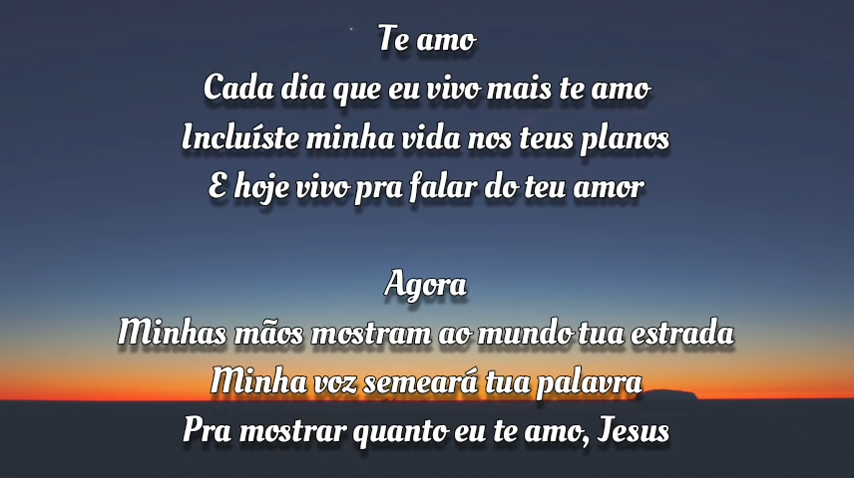 Te amo
Cada dia que eu vivo mais te amo
Incluíste minha vida nos teus planos
E hoje vivo pra falar do teu amor
Agora
Minhas mãos mostram ao mundo tua estrada
Minha voz semeará tua palavra
Pra mostrar quanto eu te amo, Jesus